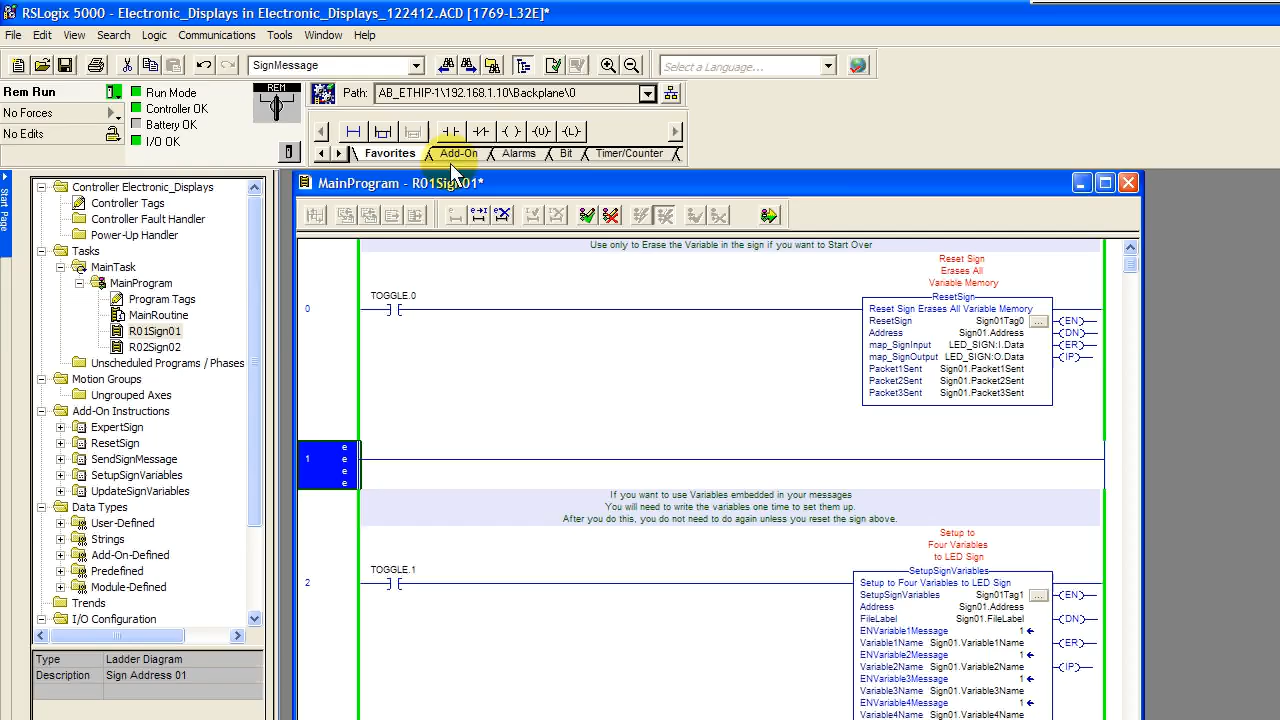 RSLogix 5000 - Electronic_Displays in Electronic_Displays_122412.ACD [1769-L32E]*
File Edit View Search Logic Communications Tools Window Help
SignMessage
Select a Language...
Rem Run
No Forces
No Edits
Run Mode
Controller OK
Battery OK
I/O OK
REM
Path: AB_ETHIP-1\192.168.1.10\Backplane\0
Favorites Add-On Alarms Bit Timer/Counter
Start Page
Controller Electronic_Displays
Controller Tags
Controller Fault Handler
Power-Up Handler
Tasks
MainTask
MainProgram
Program Tags
MainRoutine
R01Sign01
R02Sign02
Unscheduled Programs / Phases
Motion Groups
Ungrouped Axes
Add-On Instructions
ExpertSign
ResetSign
SendSignMessage
SetupSignVariables
UpdateSignVariables
Data Types
User-Defined
Strings
Add-On-Defined
Predefined
Module-Defined
Trends
I/O Configuration
Type Ladder Diagram
Description Sign Address 01
MainProgram - R01Sign01*
Use only to Erase the Variable in the sign if you want to Start Over
Reset Sign
Erases All
Variable Memory
0
TOGGLE.0
ResetSign
Reset Sign Erases All Variable Memory
ResetSign Sign01Tag0 ... EN
Address Sign01.Address DN
map_SignInput LED_SIGN:I.Data ER
map_SignOutput LED_SIGN:O.Data IP
Packet1Sent Sign01.Packet1Sent
Packet2Sent Sign01.Packet2Sent
Packet3Sent Sign01.Packet3Sent
1
e
e
e
e
If you want to use Variables embedded in your messages
You will need to write the variables one time to set them up.
After you do this, you do not need to do again unless you reset the sign above.
Setup to
Four Variables
to LED Sign
2
TOGGLE.1
SetupSignVariables
Setup to Four Variables to LED Sign
SetupSignVariables Sign01Tag1 ... EN
Address Sign01.Address
FileLabel Sign01.FileLabel DN
ENVariable1Message 1
Variable1Name Sign01.Variable1Name ER
ENVariable2Message 1
Variable2Name Sign01.Variable2Name IP
ENVariable3Message 1
Variable3Name Sign01.Variable3Name
ENVariable4Message 1
Variable4Name Sign01.Variable4Name